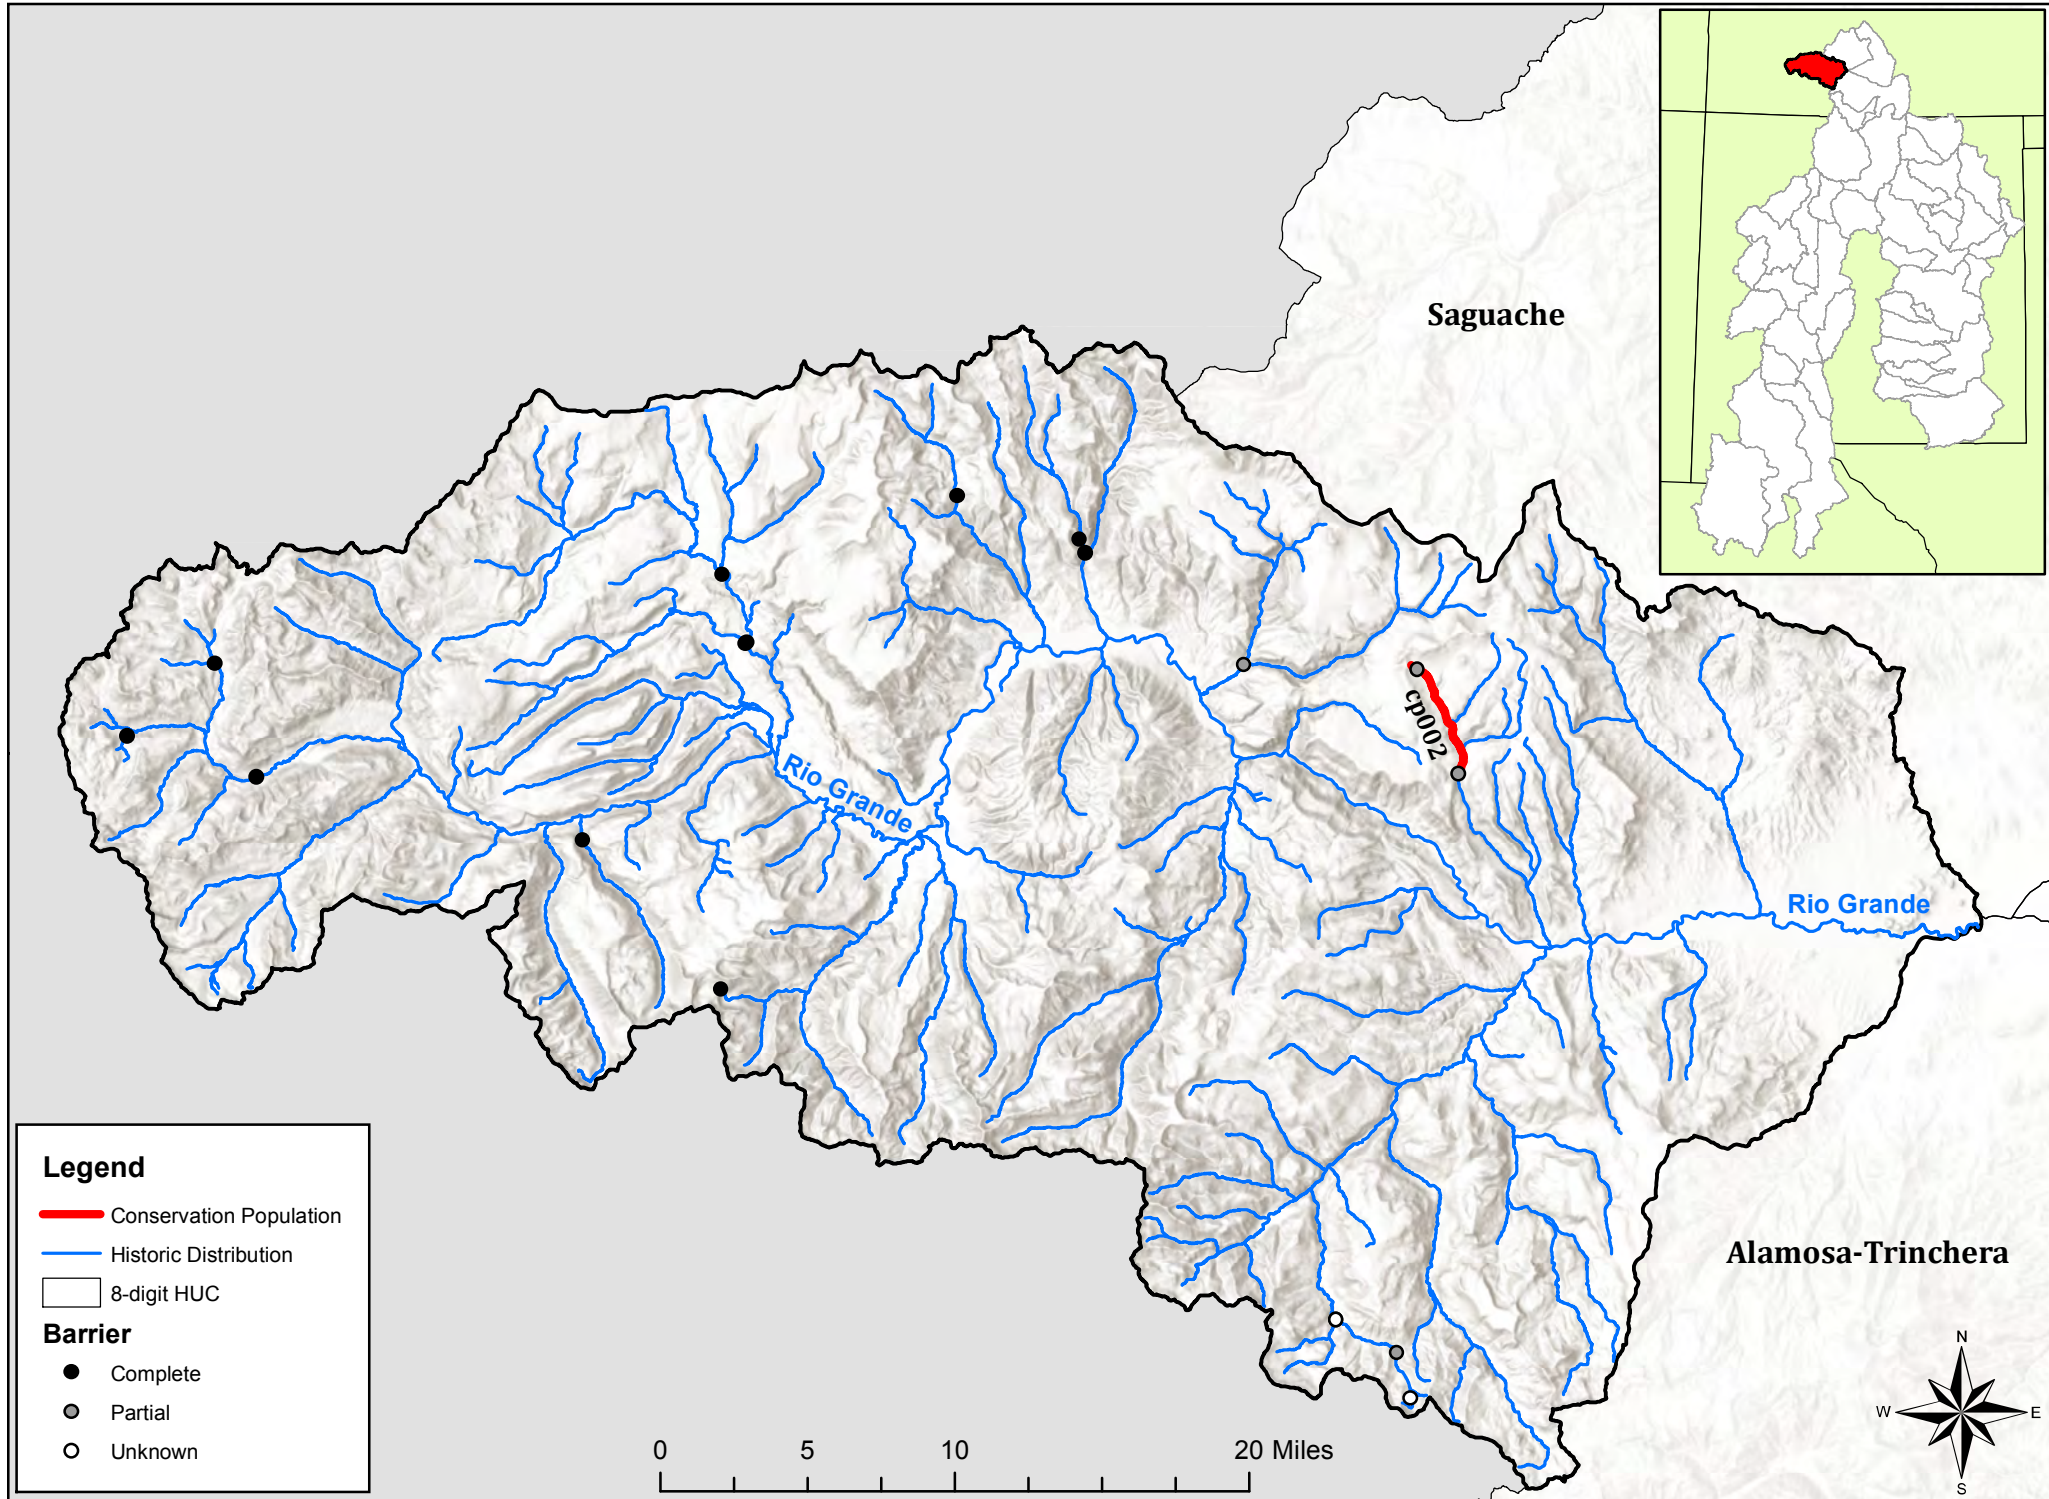 Saguache
cp002
Rio Grande
Rio Grande
Alamosa-Trinchera
Legend
Conservation Population
Historic Distribution
8-digit HUC
Barrier
Complete
Partial
Unknown
0 5 10 20 Miles
N
W E
S